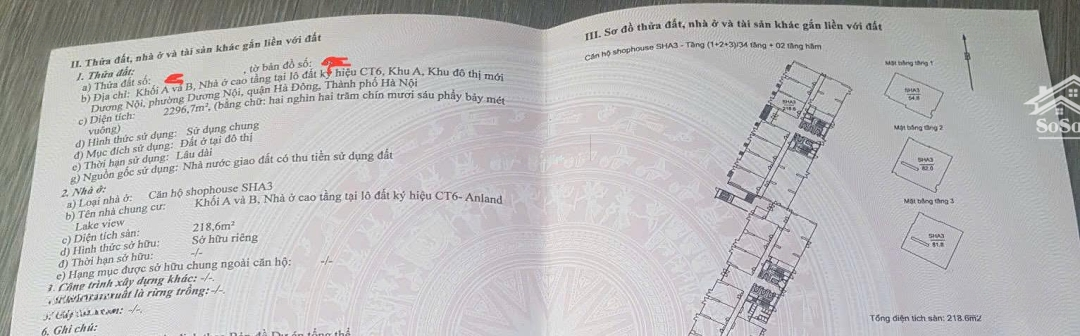 II. Thửa đất, nhà ở và tài sản khác gắn liền với đất
1. Thửa đất:
a) Thửa đất số: , tờ bản đồ số:
b) Địa chỉ: Khối A và B, Nhà ở cao tầng tại lô đất ký hiệu CT6, Khu A, Khu đô thị mới
Dương Nội, phường Dương Nội, quận Hà Đông, Thành phố Hà Nội
c) Diện tích: 2296,7m², (bằng chữ: hai nghìn hai trăm chín mươi sáu phẩy bảy mét
vuông)
d) Hình thức sử dụng: Sử dụng chung
đ) Mục đích sử dụng: Đất ở tại đô thị
e) Thời hạn sử dụng: Lâu dài
g) Nguồn gốc sử dụng: Nhà nước giao đất có thu tiền sử dụng đất
2. Nhà ở:
a) Loại nhà ở: Căn hộ shophouse SHA3
b) Tên nhà chung cư: Khối A và B, Nhà ở cao tầng tại lô đất ký hiệu CT6- Anland
Lake view
c) Diện tích sàn: 218,6m²
d) Hình thức sở hữu: Sở hữu riêng
đ) Thời hạn sở hữu: -/-
e) Hạng mục được sở hữu chung ngoài căn hộ: -/-
3. Công trình xây dựng khác: -/-.
xuất là rừng trồng: -/-.
-/-.
6. Ghi chú:
III. Sơ đồ thửa đất, nhà ở và tài sản khác gắn liền với đất
Căn hộ shophouse SHA3 - Tầng (1+2+3)/34 tầng + 02 tầng hầm
B
SHA3
218.6
Mặt bằng tầng 1
SHA3
54.8
Mặt bằng tầng 2
SHA3
82.0
Mặt bằng tầng 3
SHA3
81.8
Tổng diện tích sàn: 218.6m2
SoSo